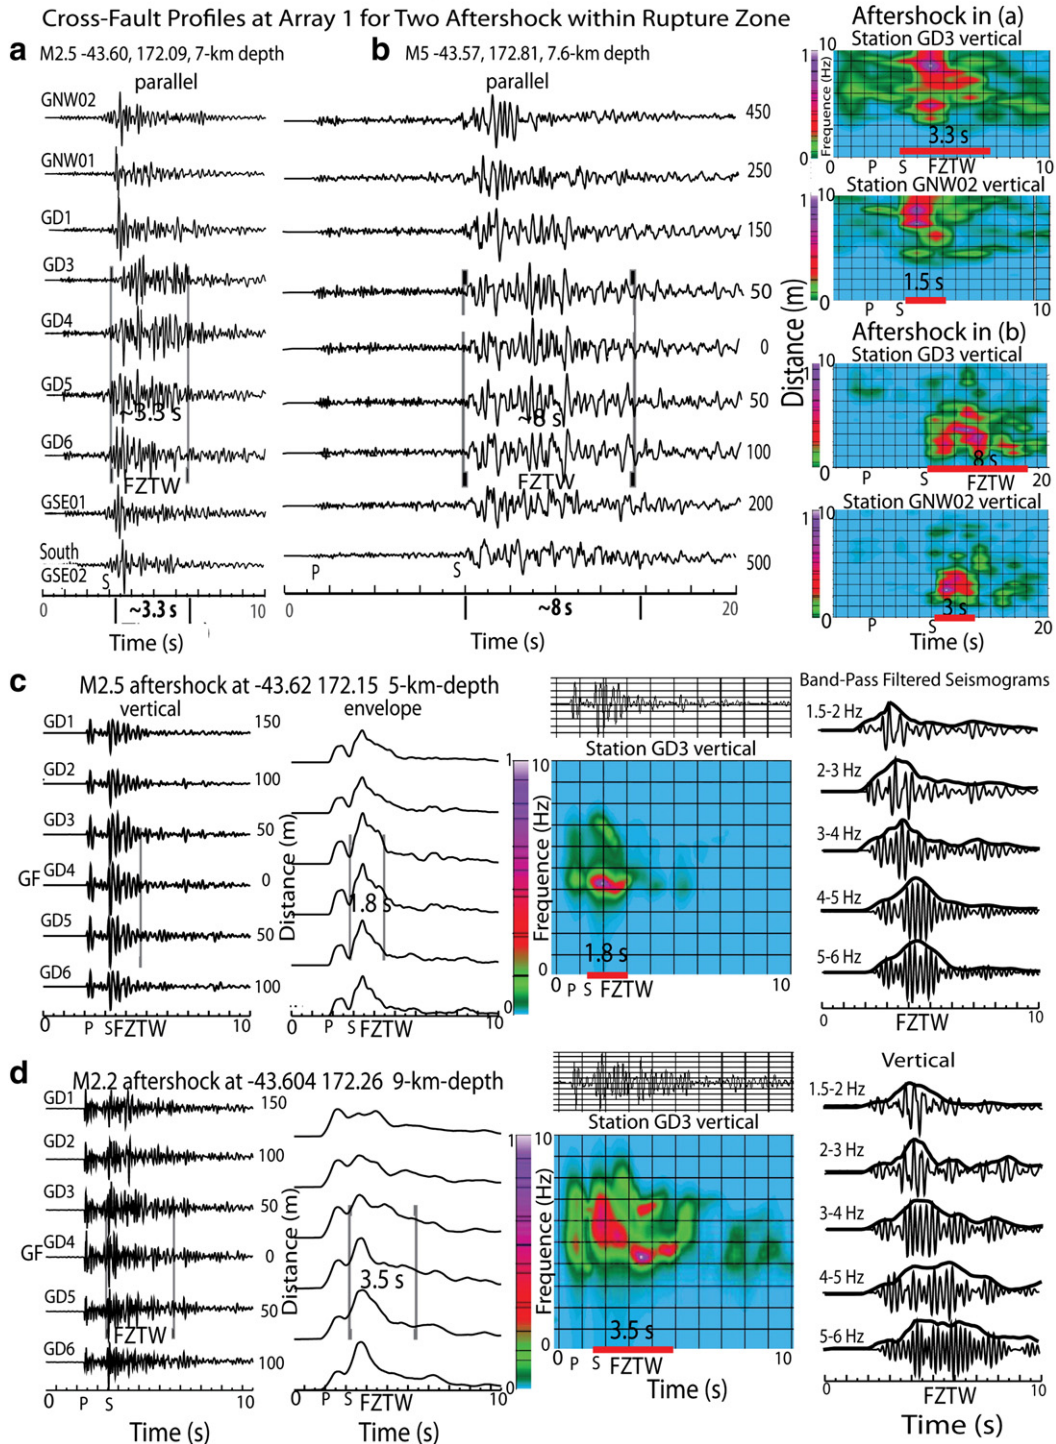 Cross-Fault Profiles at Array 1 for Two Aftershock within Rupture Zone
a M2.5 -43.60, 172.09, 7-km depth
parallel
GNW02
GNW01
GD1
GD3
GD4
GD5
~3.3 s
GD6
FZTW
GSE01
South
GSE02
S
0 ~3.3 s 10
Time (s)
b M5 -43.57, 172.81, 7.6-km depth
parallel
450
250
150
50
0
50
~8 s
100
FZTW
200
500
P S
0 ~8 s 20
Time (s)
Distance (m)
Aftershock in (a)
Station GD3 vertical
1 10
Frequency (Hz)
3.3 s
0 0 P S FZTW 10
Station GNW02 vertical
1 10
1.5 s
0 0 P S 10
Aftershock in (b)
Station GD3 vertical
1 10
8 s
0 0 P S FZTW 20
Station GNW02 vertical
1 10
3 s
0 0 P S 20
Time (s)
c M2.5 aftershock at -43.62 172.15 5-km-depth
vertical envelope
GD1 150
GD2 100
GD3 50
GF GD4 0
GD5 50
GD6 100
0 P S FZTW 10
Distance (m)
1.8 s
0 P S FZTW 10
Station GD3 vertical
1 10
Frequency (Hz)
1.8 s
0 0
0 P S FZTW 10
Band-Pass Filtered Seismograms
1.5-2 Hz
2-3 Hz
3-4 Hz
4-5 Hz
5-6 Hz
0 FZTW 10
d M2.2 aftershock at -43.604 172.26 9-km-depth
GD1 150
GD2 100
GD3 50
GF GD4 0
GD5 50
FZTW
GD6 100
0 P S 10
Time (s)
Distance (m)
3.5 s
0 P S FZTW 10
Time (s)
Station GD3 vertical
1 10
Frequency (Hz)
3.5 s
0 0
0 P S FZTW 10
Time (s)
Vertical
1.5-2 Hz
2-3 Hz
3-4 Hz
4-5 Hz
5-6 Hz
0 FZTW 10
Time (s)